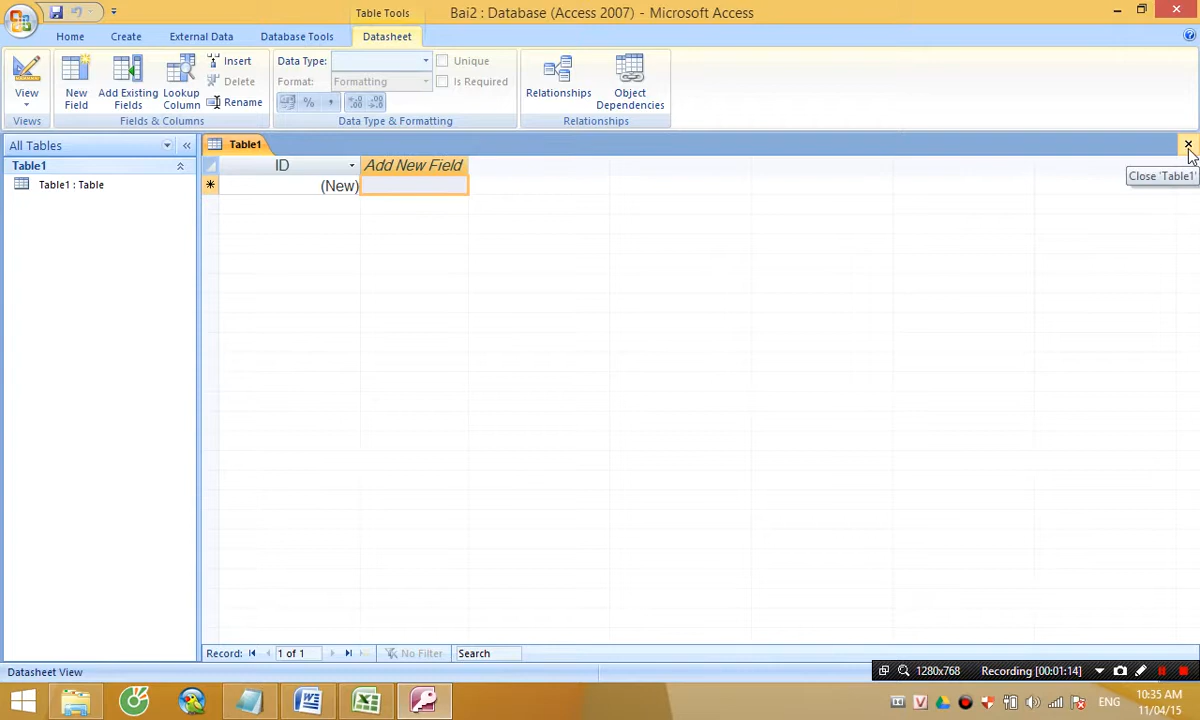 Table Tools
Bai2 : Database (Access 2007) - Microsoft Access
Home Create External Data Database Tools Datasheet
View
Views
New Field
Add Existing Fields
Lookup Column
Insert
Delete
Rename
Fields & Columns
Data Type:
Format: Formatting
Unique
Is Required
%
Data Type & Formatting
Relationships
Object Dependencies
Relationships
All Tables
Table1
Table1 : Table
Table1
ID Add New Field
(New)
Close 'Table1'
Record: 1 of 1 No Filter Search
Datasheet View
1280x768 Recording [00:01:14]
ENG
10:35 AM
11/04/15